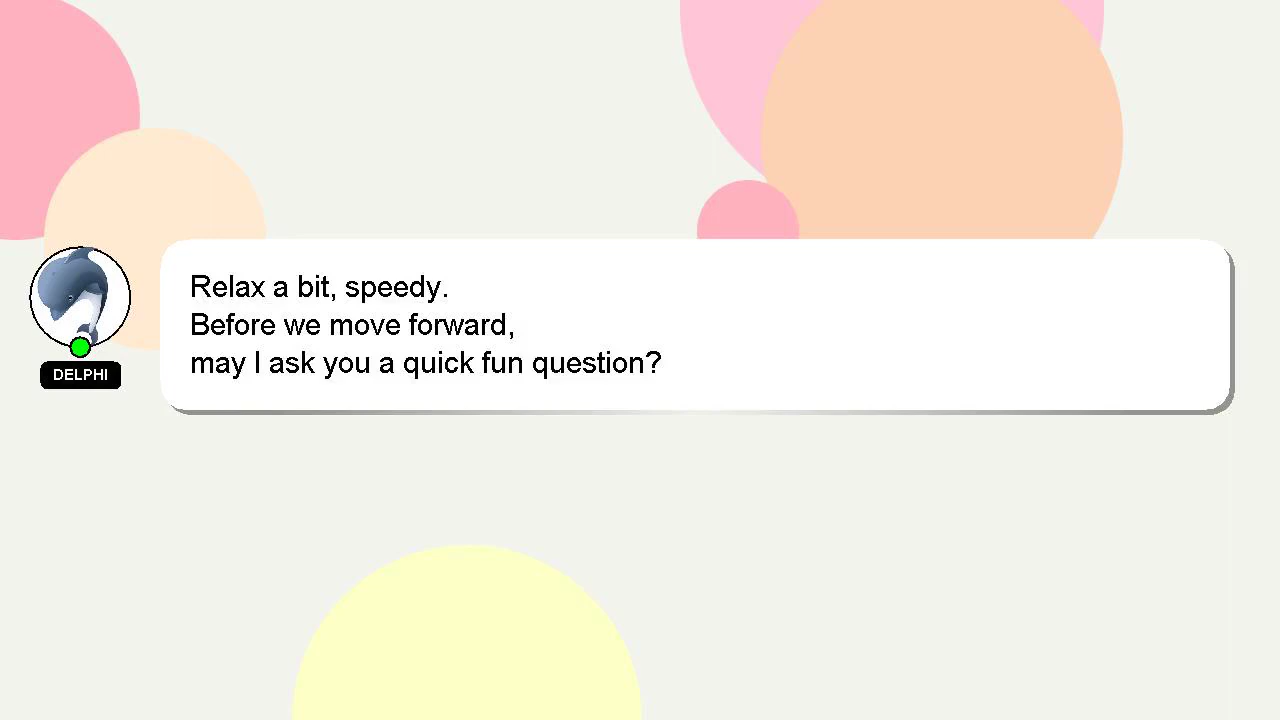 Relax a bit, speedy.
Before we move forward,
may I ask you a quick fun question?
DELPHI